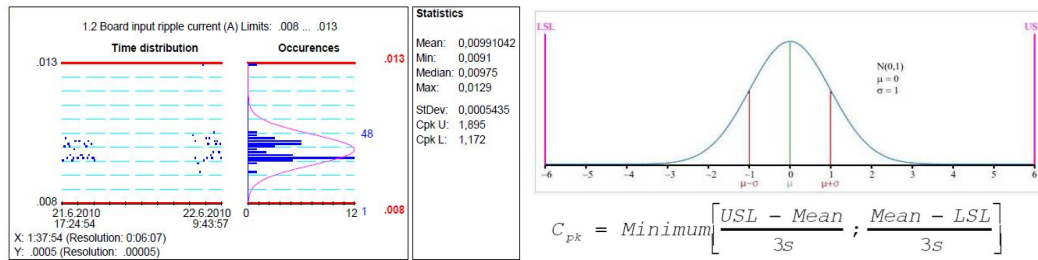 1.2 Board input ripple current (A) Limits: .008 ... .013
Time distribution
Occurences
.013
.013
48
.008
1
.008
21.6.2010
22.6.2010
0
12
17:24:54
9:43:57
X: 1:37:54 (Resolution: 0:06:07)
Y: .0005 (Resolution: .00005)
Statistics
Mean: 0,00991042
Min: 0,0091
Median: 0,00975
Max: 0,0129
StDev: 0,0005435
Cpk U: 1,895
Cpk L: 1,172
LSL
US
N(0,1)
μ = 0
σ = 1
−6 −5 −4 −3 −2 −1 0 1 2 3 4 5 6
μ−σ μ μ+σ
C_pk = Minimum[(USL - Mean)/3s ; (Mean - LSL)/3s]